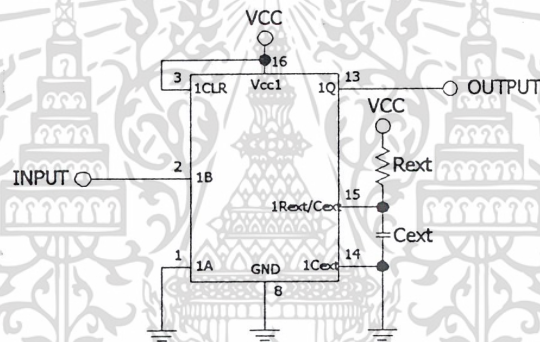 VCC
16
3
1CLR
Vcc1
1Q
13
OUTPUT
VCC
Rext
INPUT
2
1B
15
1Rext/Cext
Cext
14
1Cext
1
1A
GND
8